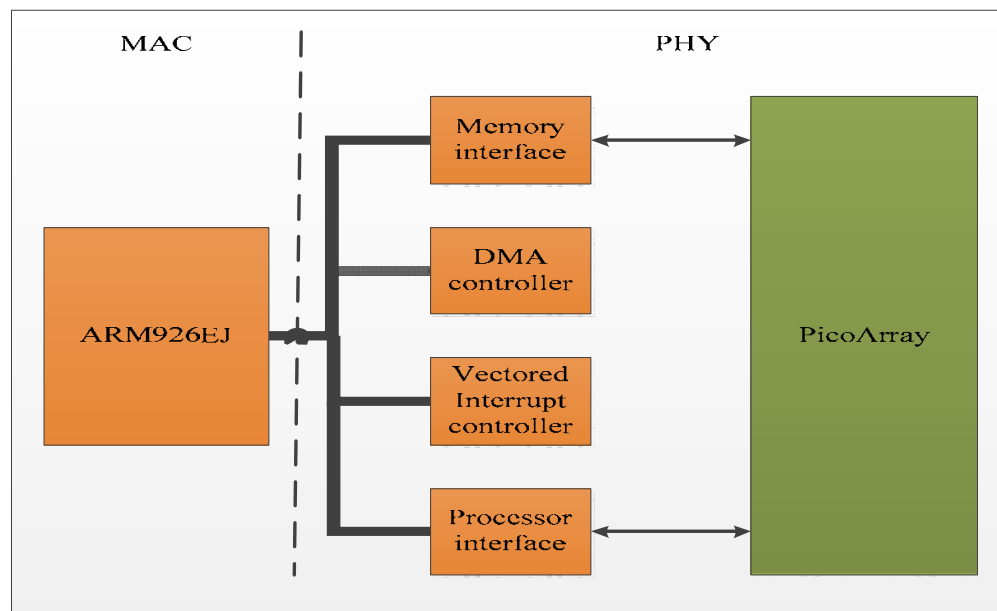 MAC
PHY
Memory
interface
DMA
controller
ARM926EJ
PicoArray
Vectored
Interrupt
controller
Processor
interface